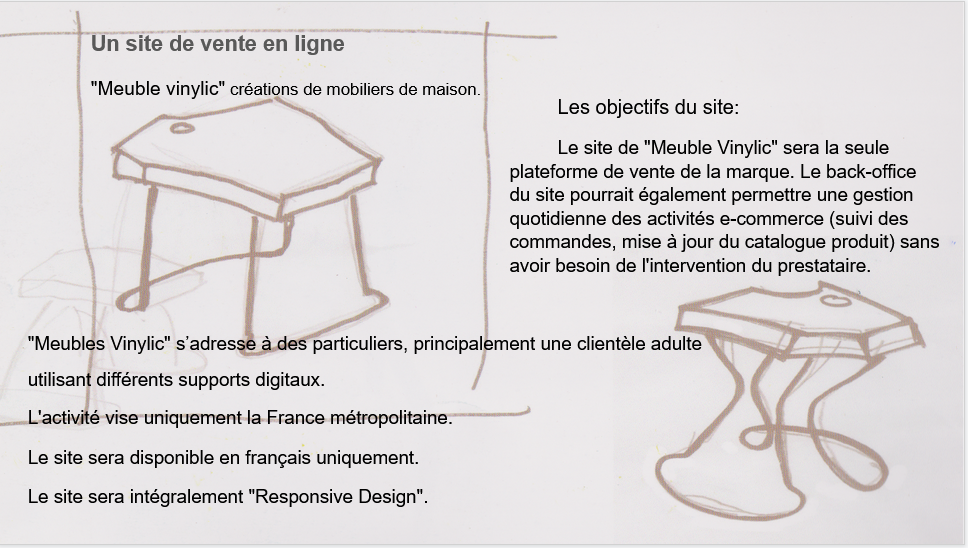 Un site de vente en ligne
"Meuble vinylic" créations de mobiliers de maison.
Les objectifs du site:
Le site de "Meuble Vinylic" sera la seule
plateforme de vente de la marque. Le back-office
du site pourrait également permettre une gestion
quotidienne des activités e-commerce (suivi des
commandes, mise à jour du catalogue produit) sans
avoir besoin de l'intervention du prestataire.
"Meubles Vinylic" s’adresse à des particuliers, principalement une clientèle adulte
utilisant différents supports digitaux.
L'activité vise uniquement la France métropolitaine.
Le site sera disponible en français uniquement.
Le site sera intégralement "Responsive Design".